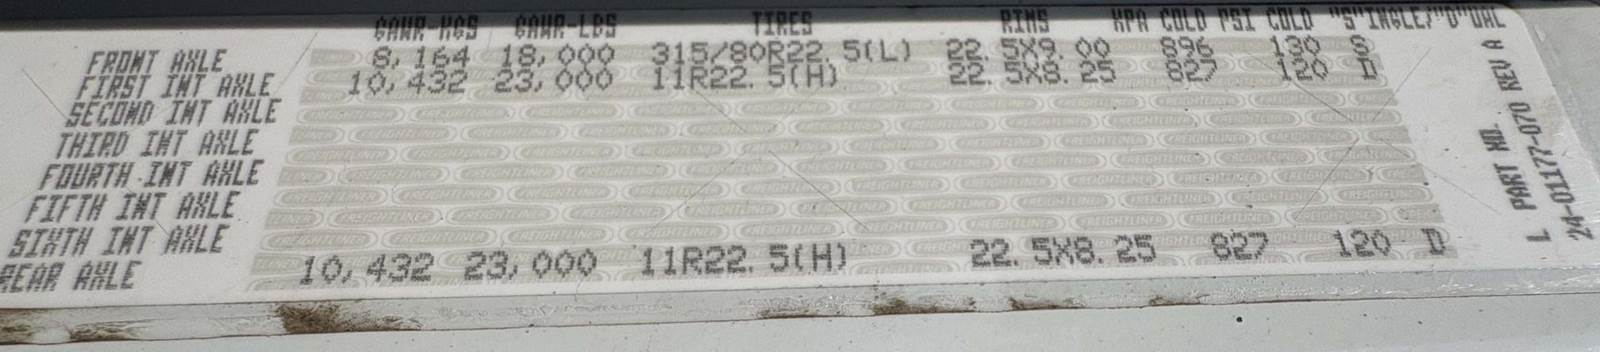 GAWR-KGS GAWR-LBS TIRES RIMS KPA COLD PSI COLD "S"INGLE/"D"UAL
FRONT AXLE 8,164 18,000 315/80R22.5(L) 22.5X9.00 896 130 S
FIRST INT AXLE 10,432 23,000 11R22.5(H) 22.5X8.25 827 120 D
SECOND INT AXLE
THIRD INT AXLE
FOURTH INT AXLE
FIFTH INT AXLE
SIXTH INT AXLE
REAR AXLE 10,432 23,000 11R22.5(H) 22.5X8.25 827 120 D
L PART NO.
24-01177-070 REV A